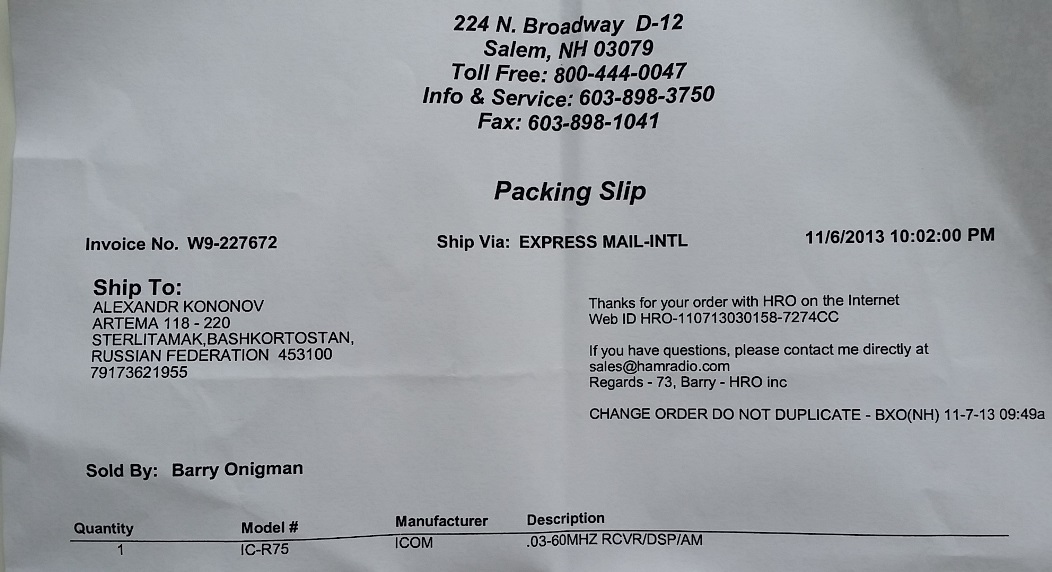 224 N. Broadway D-12
Salem, NH 03079
Toll Free: 800-444-0047
Info & Service: 603-898-3750
Fax: 603-898-1041
Packing Slip
Invoice No. W9-227672 Ship Via: EXPRESS MAIL-INTL 11/6/2013 10:02:00 PM
Ship To:
ALEXANDR KONONOV
ARTEMA 118 - 220
STERLITAMAK,BASHKORTOSTAN,
RUSSIAN FEDERATION 453100
79173621955
Thanks for your order with HRO on the Internet
Web ID HRO-110713030158-7274CC
If you have questions, please contact me directly at
sales@hamradio.com
Regards - 73, Barry - HRO inc
CHANGE ORDER DO NOT DUPLICATE - BXO(NH) 11-7-13 09:49a
Sold By: Barry Onigman
Quantity Model # Manufacturer Description
1 IC-R75 ICOM .03-60MHZ RCVR/DSP/AM